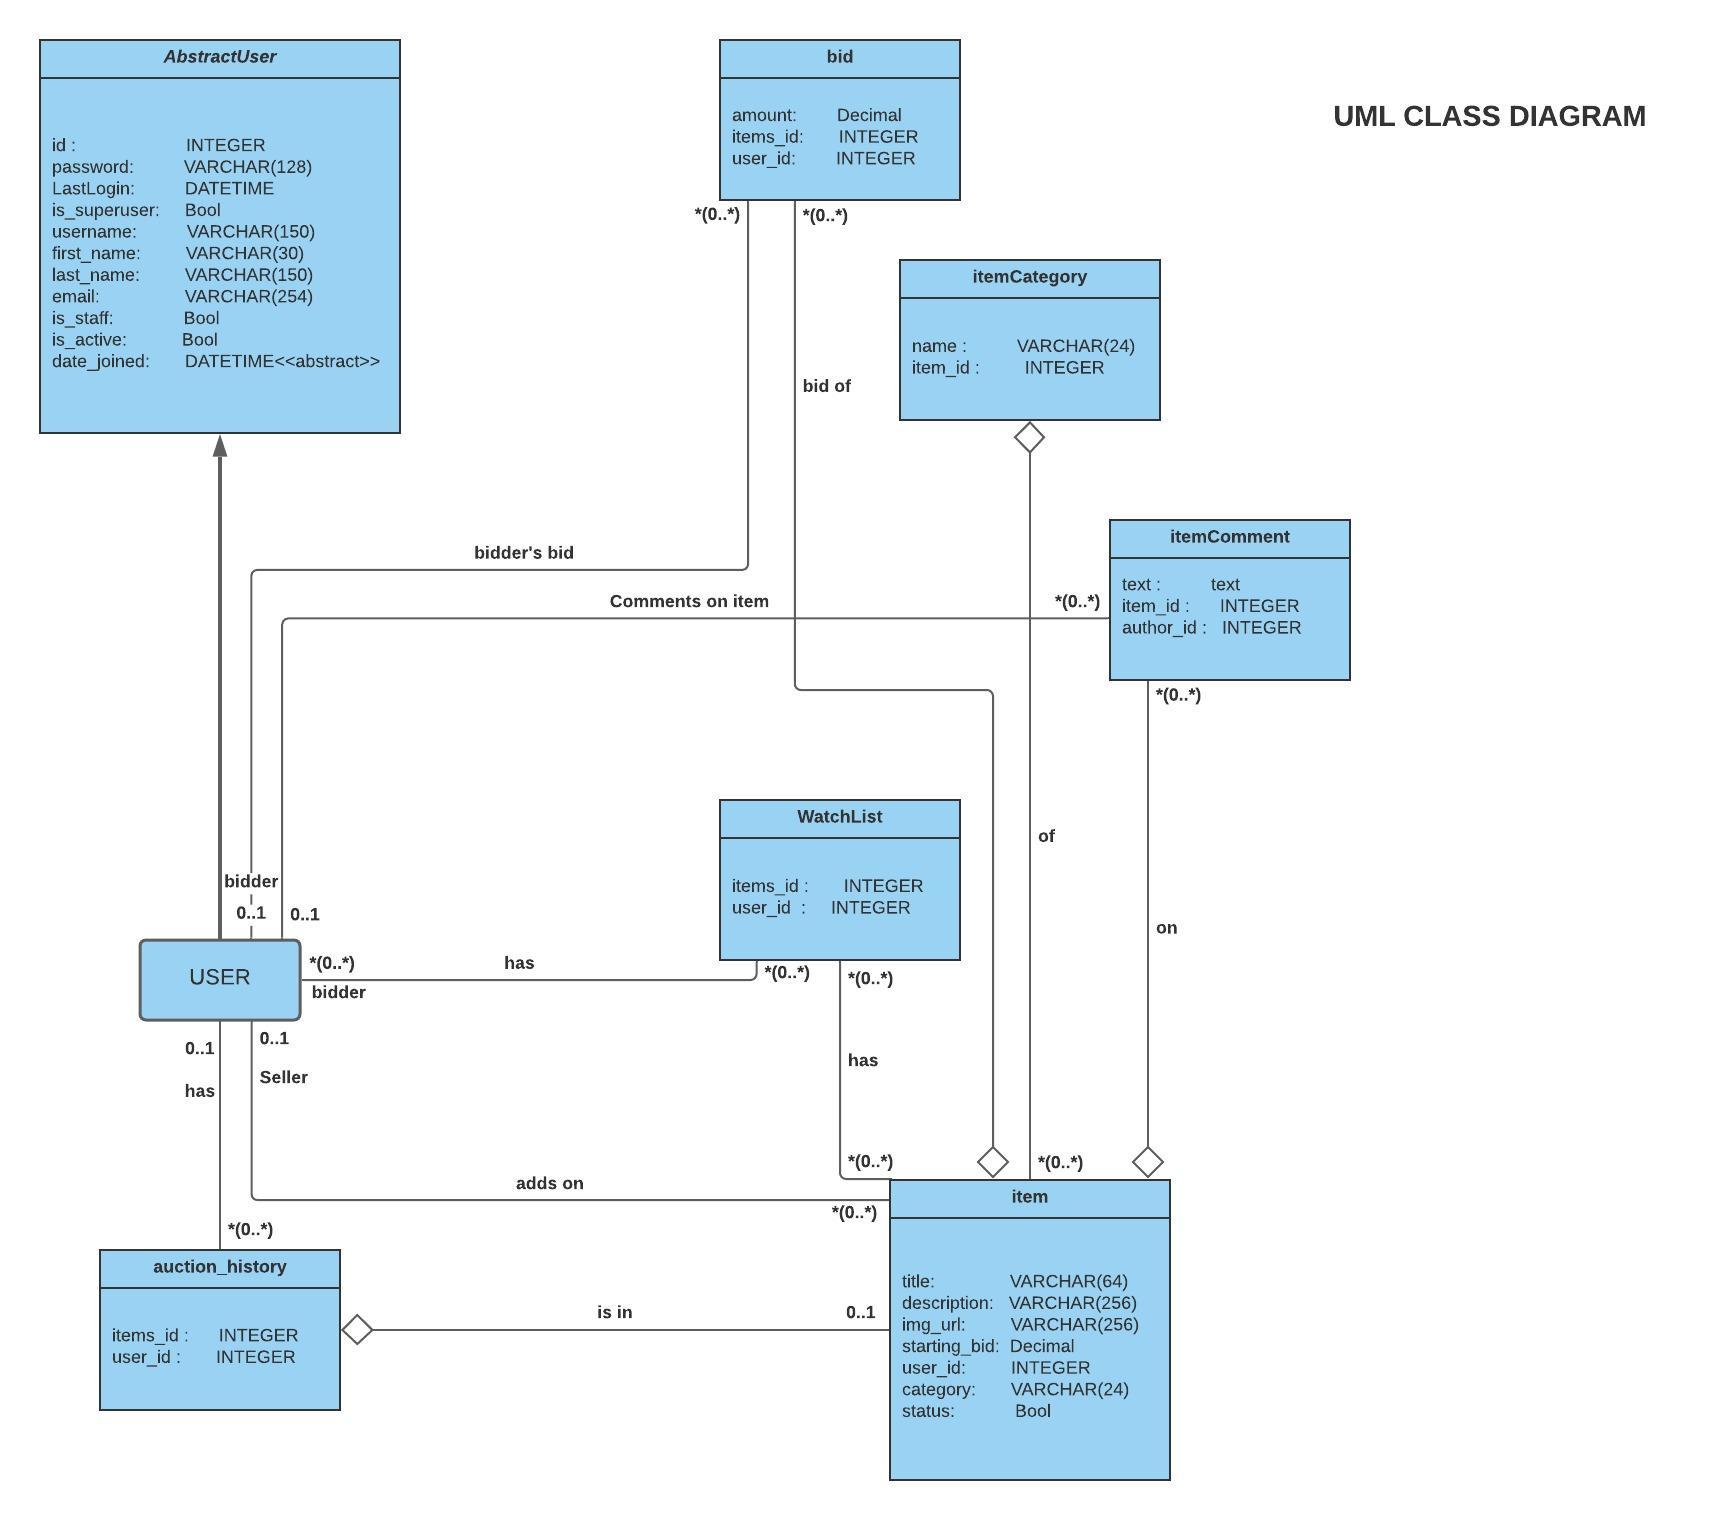 AbstractUser
id : INTEGER
password: VARCHAR(128)
LastLogin: DATETIME
is_superuser: Bool
username: VARCHAR(150)
first_name: VARCHAR(30)
last_name: VARCHAR(150)
email: VARCHAR(254)
is_staff: Bool
is_active: Bool
date_joined: DATETIME<<abstract>>
bid
amount: Decimal
items_id: INTEGER
user_id: INTEGER
UML CLASS DIAGRAM
*(0..*)
*(0..*)
itemCategory
name : VARCHAR(24)
item_id : INTEGER
bid of
itemComment
text : text
item_id : INTEGER
author_id : INTEGER
bidder's bid
Comments on item
*(0..*)
*(0..*)
WatchList
items_id : INTEGER
user_id : INTEGER
of
on
bidder
0..1
0..1
USER
*(0..*)
bidder
has
*(0..*)
*(0..*)
0..1
has
0..1
Seller
has
*(0..*)
*(0..*)
adds on
*(0..*)
*(0..*)
auction_history
items_id : INTEGER
user_id : INTEGER
is in
0..1
item
title: VARCHAR(64)
description: VARCHAR(256)
img_url: VARCHAR(256)
starting_bid: Decimal
user_id: INTEGER
category: VARCHAR(24)
status: Bool